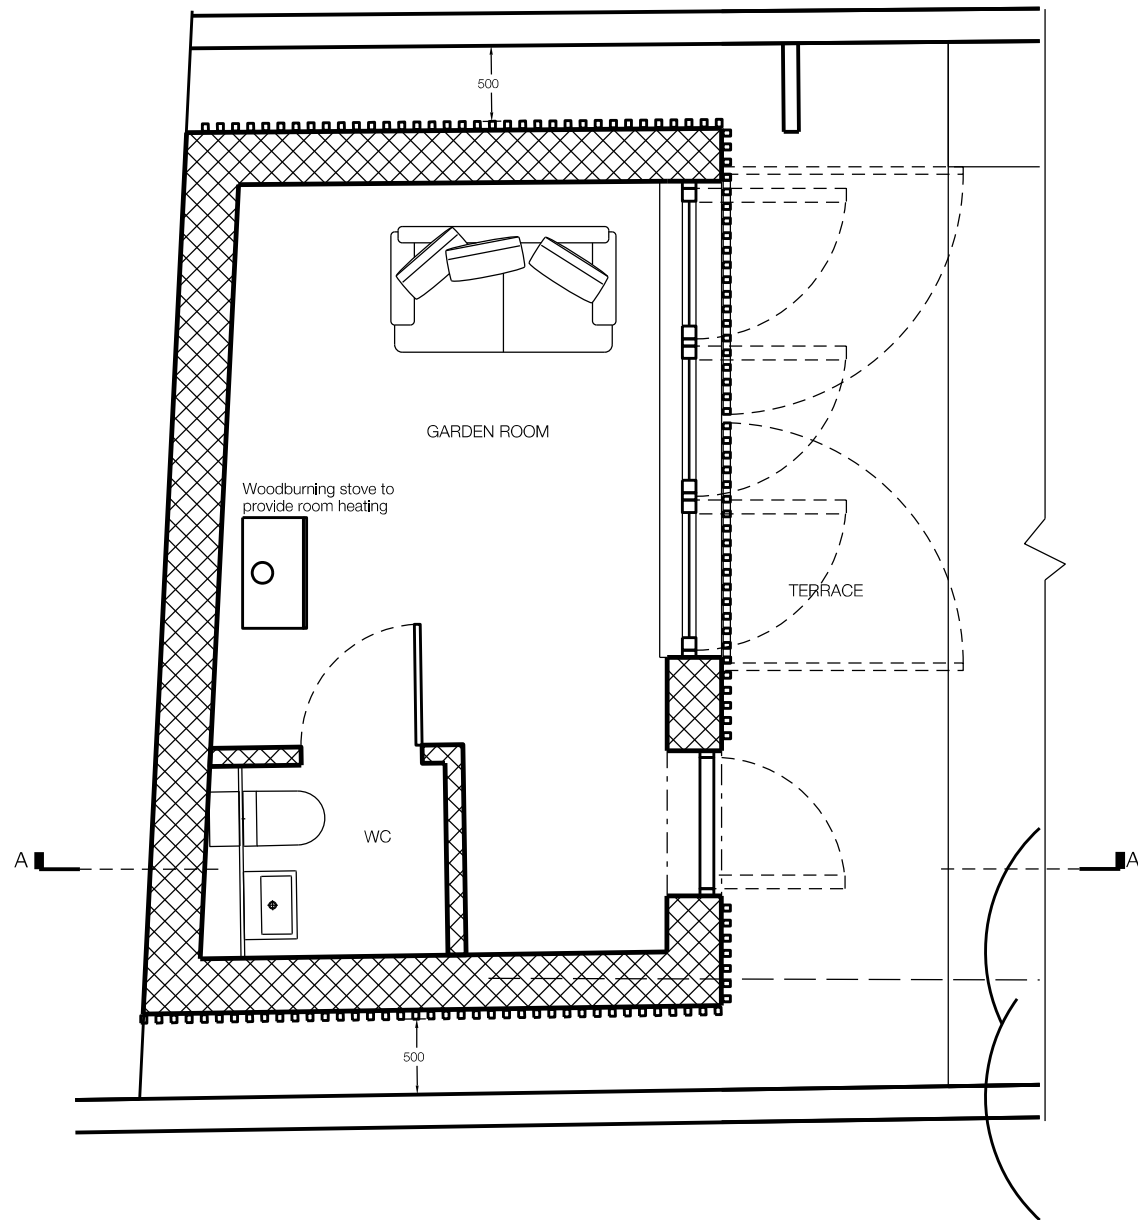 500
GARDEN ROOM
Woodburning stove to
provide room heating
TERRACE
WC
A
A
500